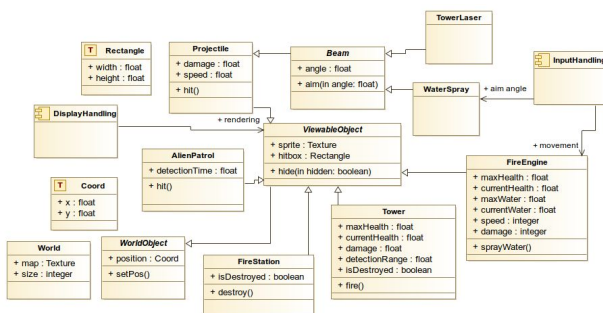 T Rectangle
+ width : float
+ height : float
Projectile
+ damage : float
+ speed : float
+ hit()
Beam
+ angle : float
+ aim(in angle: float)
TowerLaser
WaterSpray
InputHandling
+ aim angle
+ movement
DisplayHandling
+ rendering
ViewableObject
+ sprite : Texture
+ hitbox : Rectangle
+ hide(in hidden: boolean)
AlienPatrol
+ detectionTime : float
+ hit()
FireEngine
+ maxHealth : float
+ currentHealth : float
+ maxWater : float
+ currentWater : float
+ speed : integer
+ damage : integer
+ sprayWater()
T Coord
+ x : float
+ y : float
World
+ map : Texture
+ size : integer
WorldObject
+ position : Coord
+ setPos()
FireStation
+ isDestroyed : boolean
+ destroy()
Tower
+ maxHealth : float
+ currentHealth : float
+ damage : float
+ detectionRange : float
+ isDestroyed : boolean
+ fire()